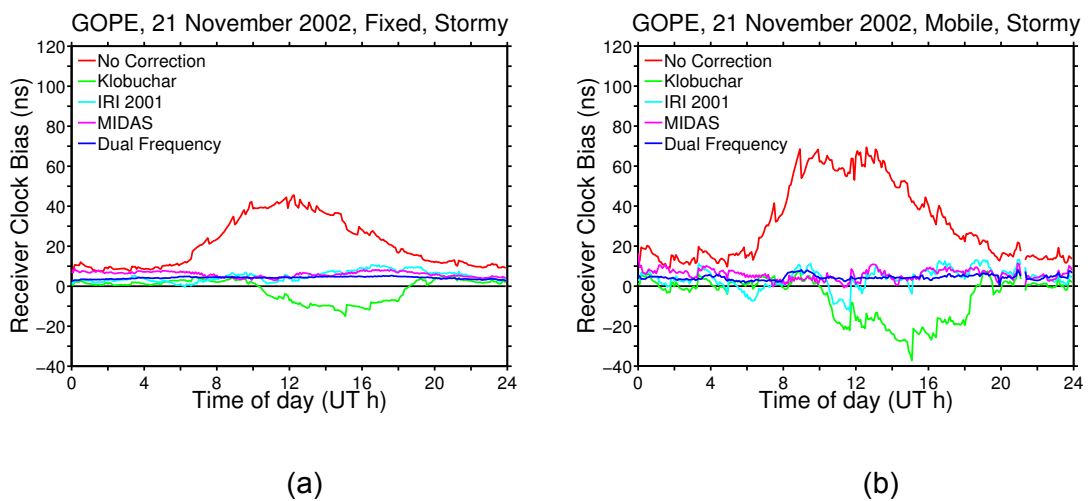 GOPE, 21 November 2002, Fixed, Stormy
120
100
80
60
40
20
0
−20
−40
Receiver Clock Bias (ns)
No Correction
Klobuchar
IRI 2001
MIDAS
Dual Frequency
0 4 8 12 16 20 24
Time of day (UT h)
(a)
GOPE, 21 November 2002, Mobile, Stormy
120
100
80
60
40
20
0
−20
−40
Receiver Clock Bias (ns)
No Correction
Klobuchar
IRI 2001
MIDAS
Dual Frequency
0 4 8 12 16 20 24
Time of day (UT h)
(b)